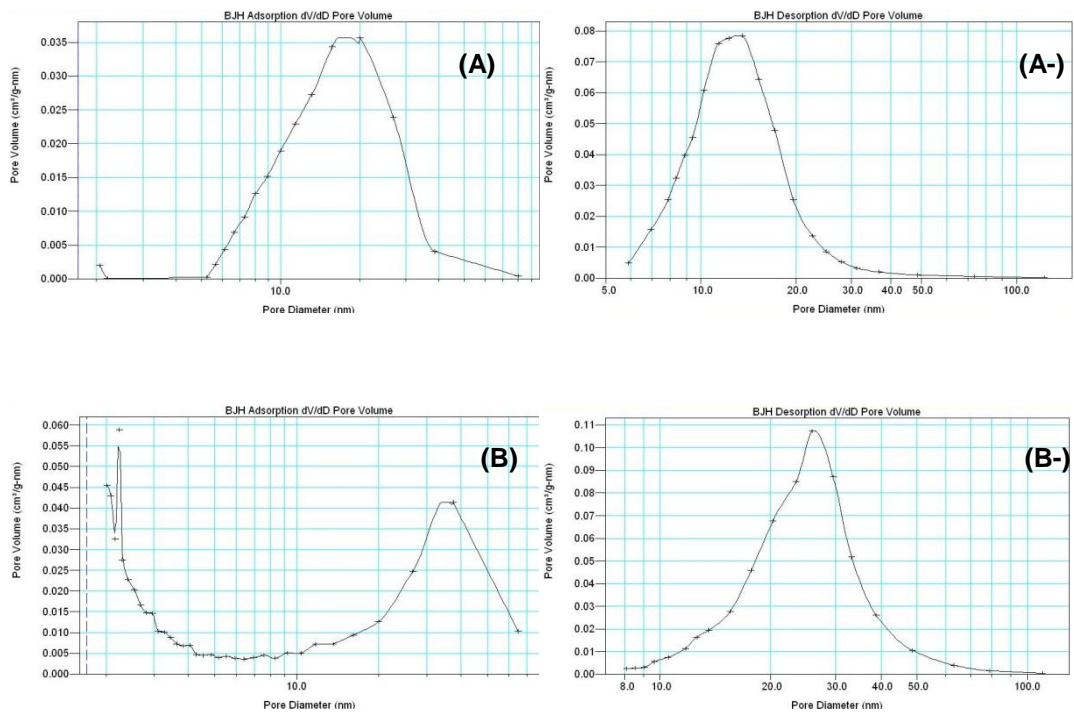 BJH Adsorption dV/dD Pore Volume
Pore Volume (cm³/g-nm)
0.035
0.030
0.025
0.020
0.015
0.010
0.005
0.000
10.0
Pore Diameter (nm)
(A)
BJH Desorption dV/dD Pore Volume
Pore Volume (cm³/g-nm)
0.08
0.07
0.06
0.05
0.04
0.03
0.02
0.01
0.00
5.0 10.0 20.0 30.0 40.0 50.0 100.0
Pore Diameter (nm)
(A-)
BJH Adsorption dV/dD Pore Volume
Pore Volume (cm³/g-nm)
0.060
0.055
0.050
0.045
0.040
0.035
0.030
0.025
0.020
0.015
0.010
0.005
0.000
10.0
Pore Diameter (nm)
(B)
BJH Desorption dV/dD Pore Volume
Pore Volume (cm³/g-nm)
0.11
0.10
0.09
0.08
0.07
0.06
0.05
0.04
0.03
0.02
0.01
0.00
8.0 10.0 20.0 30.0 40.0 50.0 100.0
Pore Diameter (nm)
(B-)